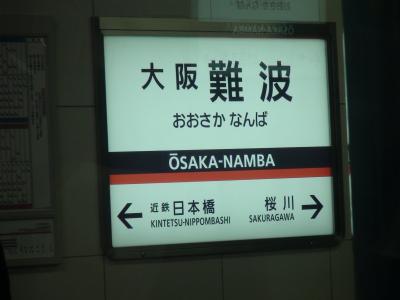 大阪難波
おおさか なんば
ŌSAKA-NAMBA
← 近鉄日本橋 桜川 →
KINTETSU-NIPPOMBASHI SAKURAGAWA